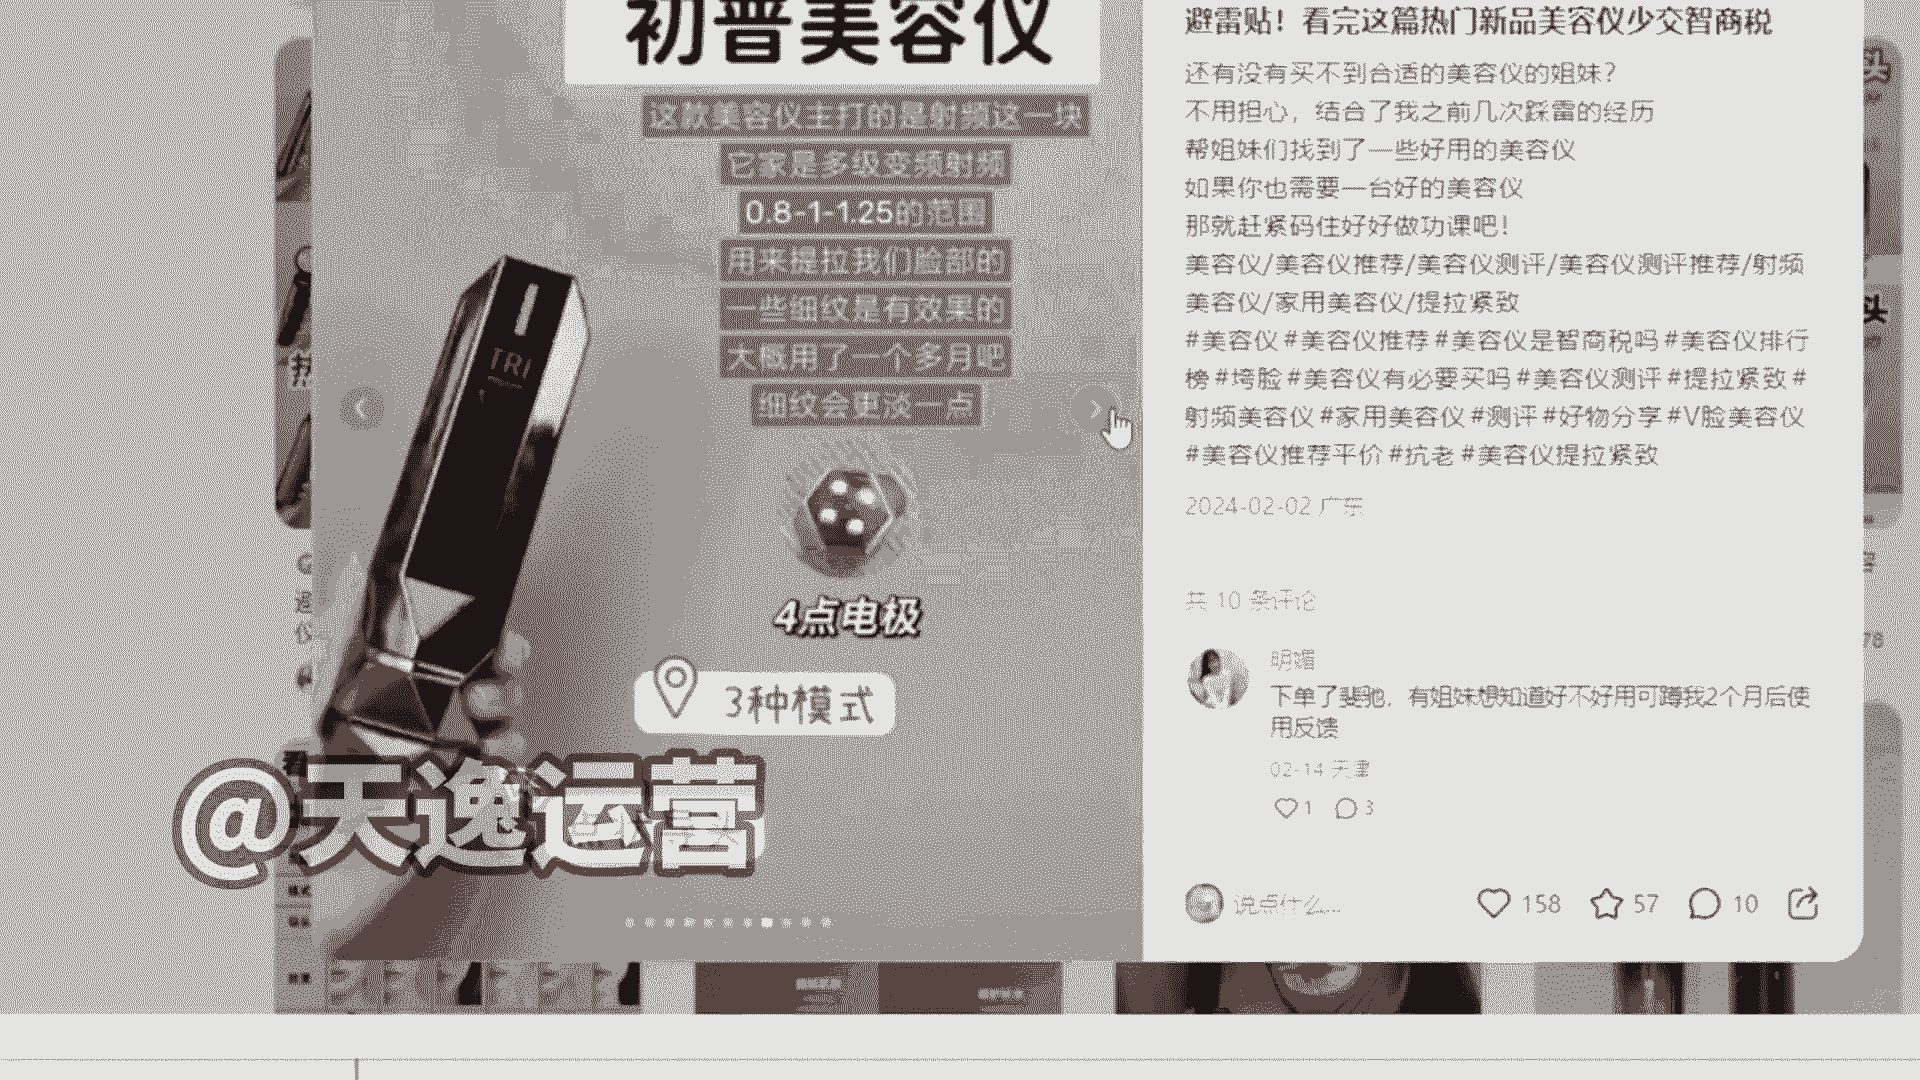 初普美容仪
这款美容仪主打的是射频这一块
它家是多级变频射频
0.8-1-1.25的范围
用来提拉我们脸部的
一些细纹是有效果的
大概用了一个多月吧
细纹会更淡一点
TRI
4点电极
3种模式
@天逸运营
避雷贴！看完这篇热门新品美容仪少交智商税
还有没有买不到合适的美容仪的姐妹？
不用担心，结合了我之前几次踩雷的经历
帮姐妹们找到了一些好用的美容仪
如果你也需要一台好的美容仪
那就赶紧码住好好做功课吧！
美容仪/美容仪推荐/美容仪测评/美容仪测评推荐/射频
美容仪/家用美容仪/提拉紧致
#美容仪 #美容仪推荐 #美容仪是智商税吗 #美容仪排行
榜 #垮脸 #美容仪有必要买吗 #美容仪测评 #提拉紧致 #
射频美容仪 #家用美容仪 #测评 #好物分享 #V脸美容仪
#美容仪推荐平价 #抗老 #美容仪提拉紧致
2024-02-02 广东
共 10 条评论
明媚
下单了斐驰，有姐妹想知道好不好用可蹲我2个月后使
用反馈
02-14 天津
1 3
说点什么...
158 57 10